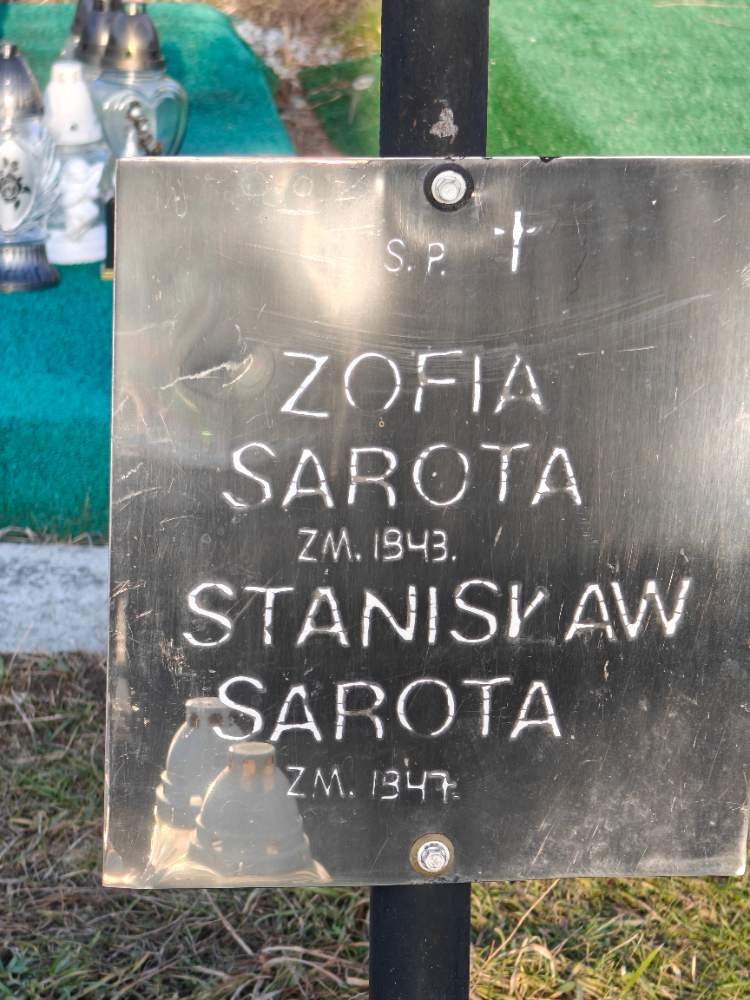 S. P.
ZOFIA
SAROTA
ZM. 1943.
STANISŁAW
SAROTA
ZM. 1947.